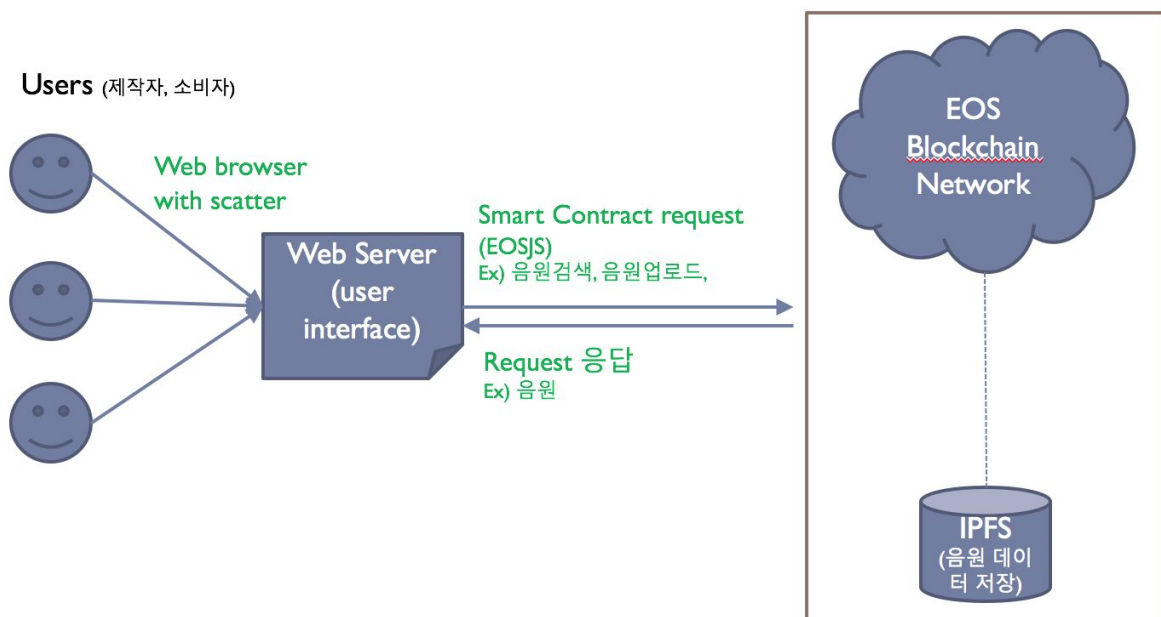 Users (제작자, 소비자)
Web browser
with scatter
Web Server
(user
interface)
Smart Contract request
(EOSJS)
Ex) 음원검색, 음원업로드,
Request 응답
Ex) 음원
EOS
Blockchain
Network
IPFS
(음원 데이
터 저장)